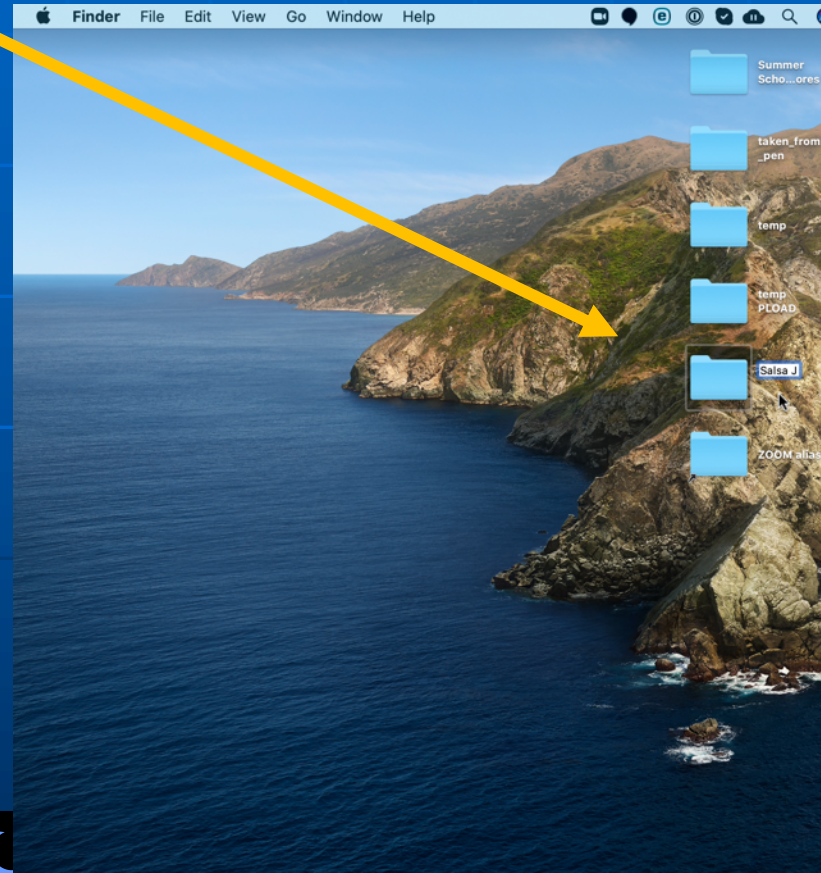 Finder File Edit View Go Window Help
Summer
Scho...ores
taken_from
_pen
temp
temp
PLOAD
Salsa J
ZOOM alias